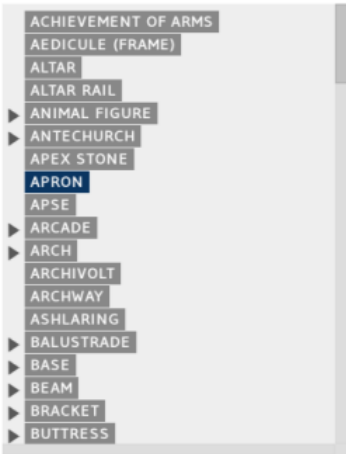 ACHIEVEMENT OF ARMS
AEDICULE (FRAME)
ALTAR
ALTAR RAIL
ANIMAL FIGURE
ANTECHURCH
APEX STONE
APRON
APSE
ARCADE
ARCH
ARCHIVOLT
ARCHWAY
ASHLARING
BALUSTRADE
BASE
BEAM
BRACKET
BUTTRESS